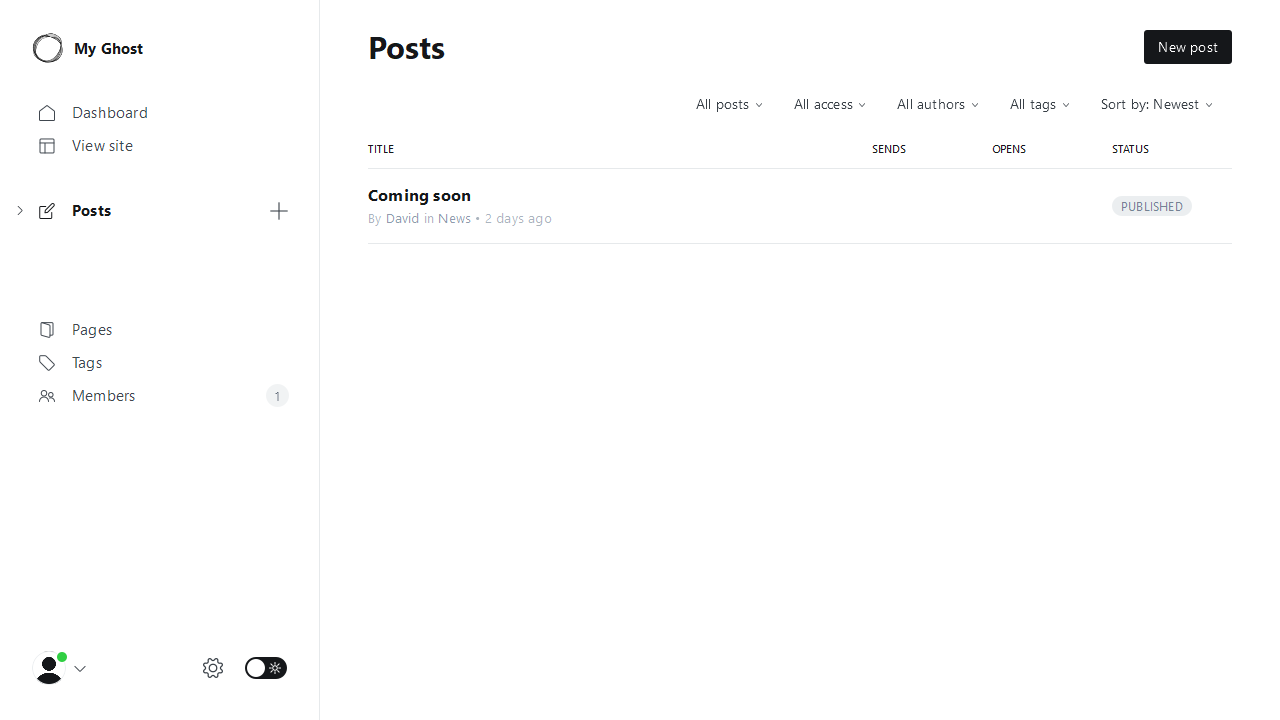 My Ghost
Dashboard
View site
Posts
Pages
Tags
Members 1
Posts
New post
All posts All access All authors All tags Sort by: Newest
TITLE SENDS OPENS STATUS
Coming soon
By David in News • 2 days ago
PUBLISHED